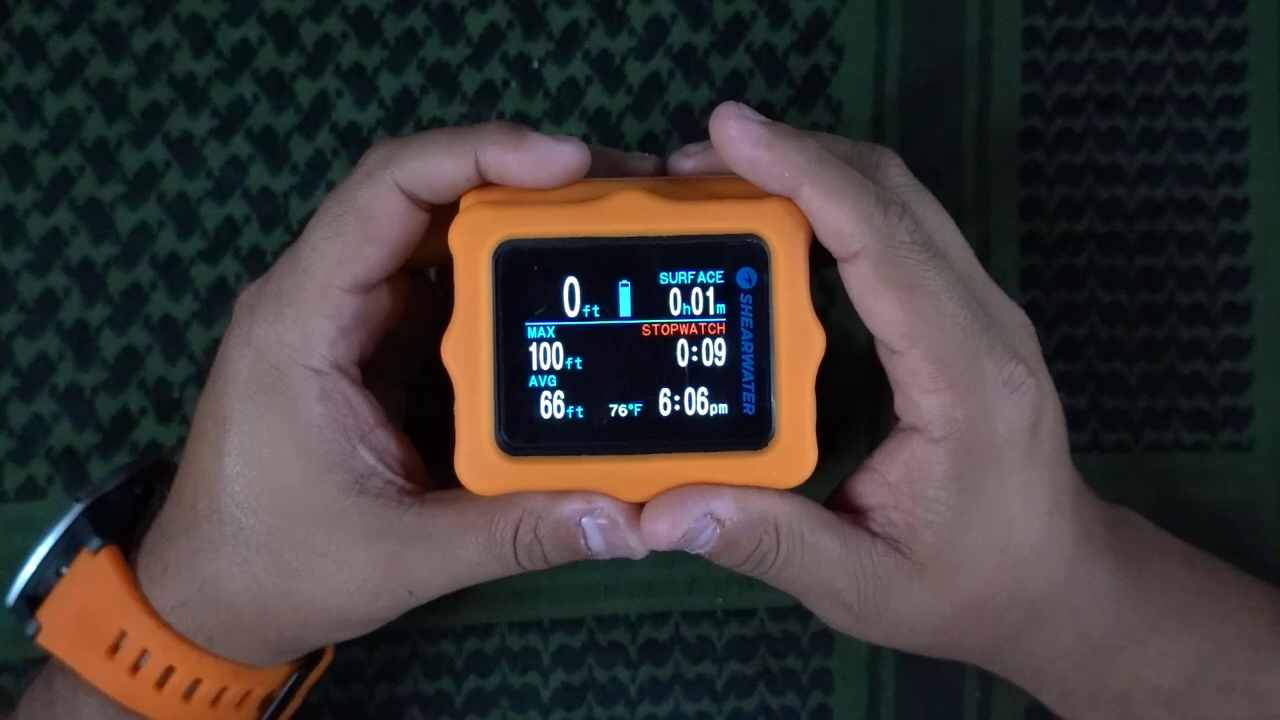 0ft
SURFACE
0h01m
MAX
100ft
STOPWATCH
0:09
AVG
66ft
76°F
6:06pm
SHEARWATER